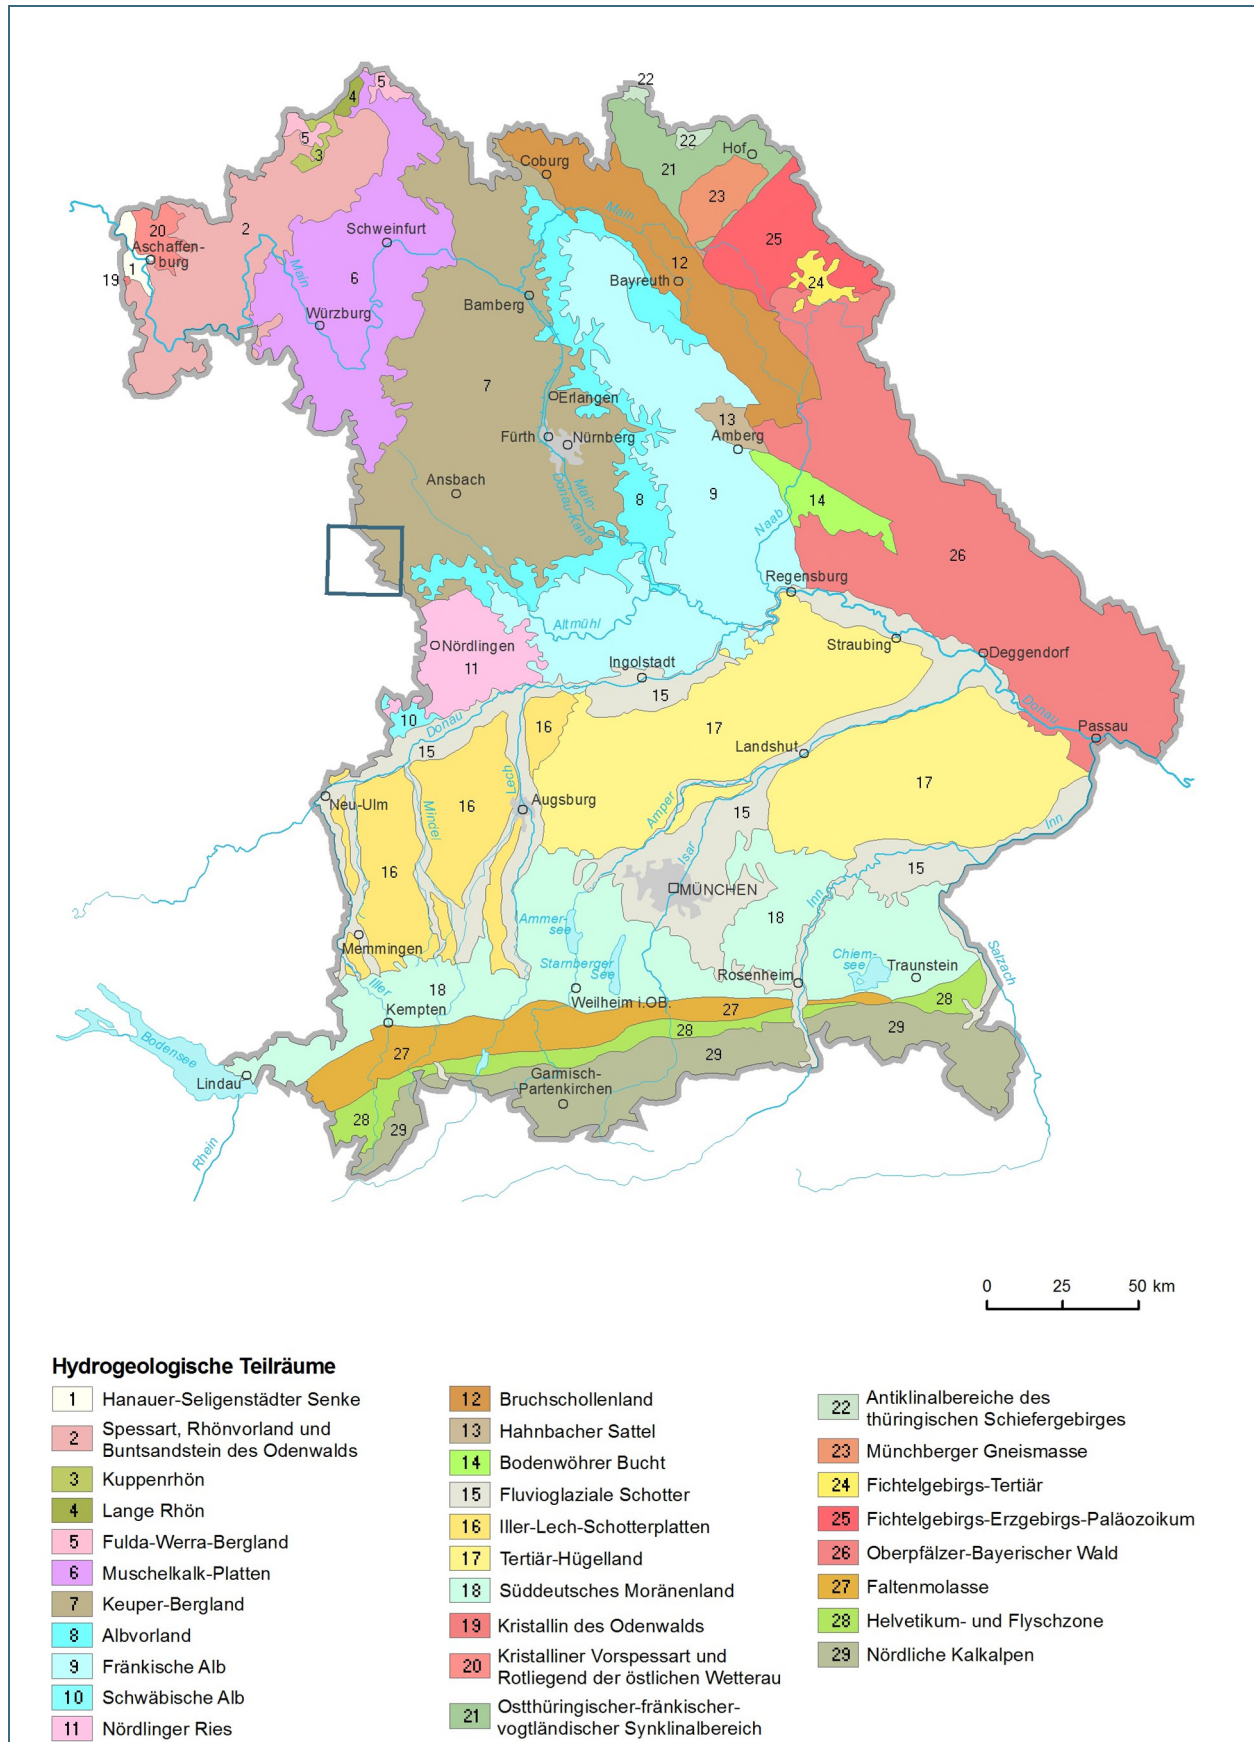 22
5
4
22
Hof
5
3
Coburg
21
23
20
2
Main
Schweinfurt
25
Aschaffen-
burg
1
19
Main
6
12
Bayreuth
24
Bamberg
Würzburg
7
Erlangen
13
Fürth
Nürnberg
Amberg
Ansbach
Main-
Donau-Kanal
8
9
14
Naab
26
Regensburg
Altmühl
Straubing
Nördlingen
11
Ingolstadt
Deggendorf
15
Donau
10
Donau
16
17
Passau
15
Landshut
Lech
17
Neu-Ulm
Mindel
16
Augsburg
Amper
15
Inn
Isar
16
15
MÜNCHEN
Inn
Ammer-
see
18
Memmingen
Starnberger
See
Chiem-
see
Salzach
Iller
18
Rosenheim
Traunstein
Kempten
Weilheim i.OB.
27
28
28
29
Bodensee
27
29
Lindau
Garmisch-
Partenkirchen
28
29
Rhein
0 25 50 km
Hydrogeologische Teilräume
1 Hanauer-Seligenstädter Senke
2 Spessart, Rhönvorland und
Buntsandstein des Odenwalds
3 Kuppenrhön
4 Lange Rhön
5 Fulda-Werra-Bergland
6 Muschelkalk-Platten
7 Keuper-Bergland
8 Albvorland
9 Fränkische Alb
10 Schwäbische Alb
11 Nördlinger Ries
12 Bruchschollenland
13 Hahnbacher Sattel
14 Bodenwöhrer Bucht
15 Fluvioglaziale Schotter
16 Iller-Lech-Schotterplatten
17 Tertiär-Hügelland
18 Süddeutsches Moränenland
19 Kristallin des Odenwalds
20 Kristalliner Vorspessart und
Rotliegend der östlichen Wetterau
21 Ostthüringischer-fränkischer-
vogtländischer Synklinalbereich
22 Antiklinalbereiche des
thüringischen Schiefergebirges
23 Münchberger Gneismasse
24 Fichtelgebirgs-Tertiär
25 Fichtelgebirgs-Erzgebirgs-Paläozoikum
26 Oberpfälzer-Bayerischer Wald
27 Faltenmolasse
28 Helvetikum- und Flyschzone
29 Nördliche Kalkalpen